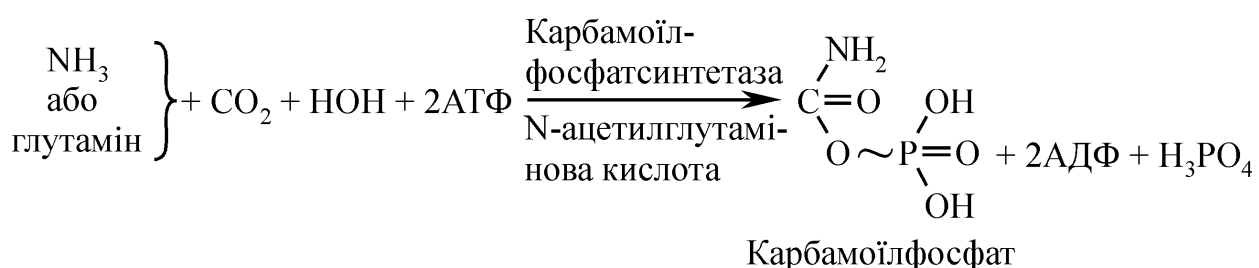 NH₃
або
глутамін
+ CO₂ + HOH + 2АТФ
Карбамоїл-
фосфатсинтетаза
N-ацетилглутамі-
нова кислота
NH₂
C=O OH
O~P=O + 2АДФ + H₃PO₄
OH
Карбамоїлфосфат